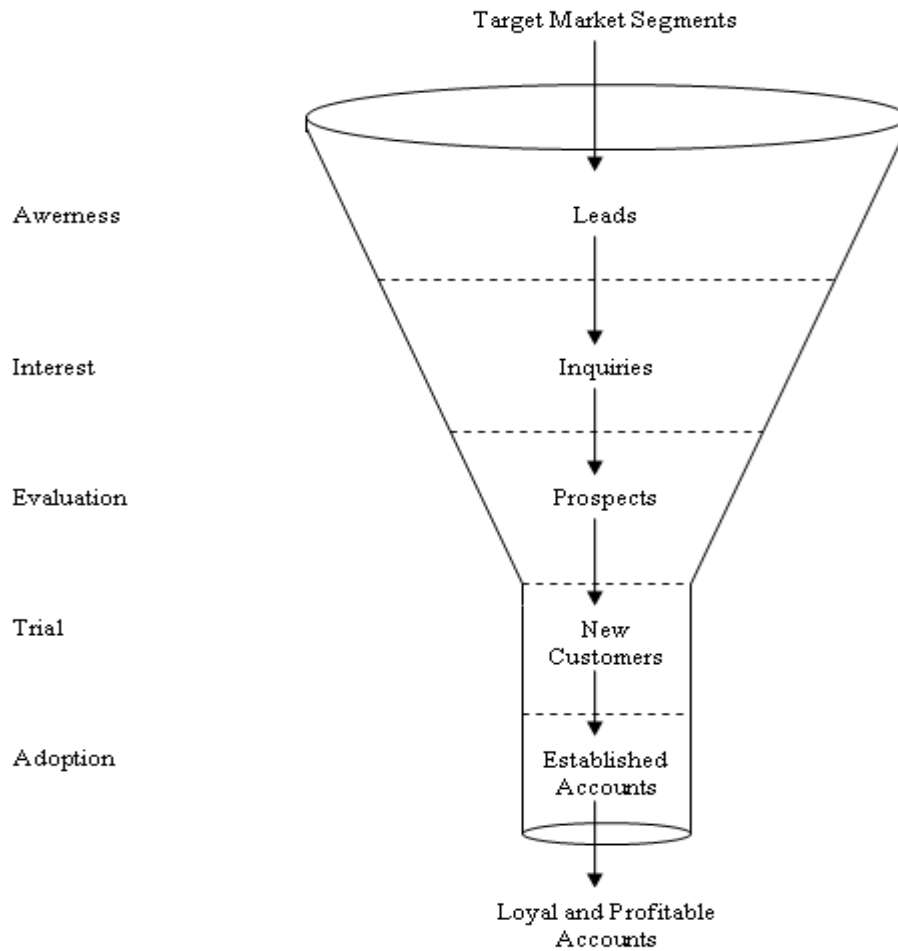 Target Market Segments
Awerness
Leads
Interest
Inquiries
Evaluation
Prospects
Trial
New
Customers
Adoption
Established
Accounts
Loyal and Profitable
Accounts